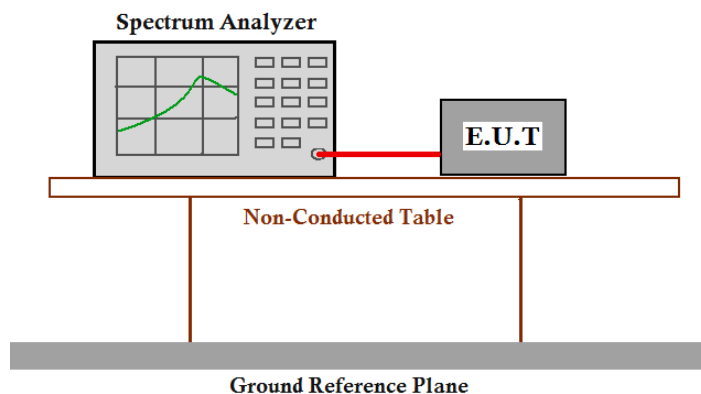 Spectrum Analyzer
E.U.T
Non-Conducted Table
Ground Reference Plane